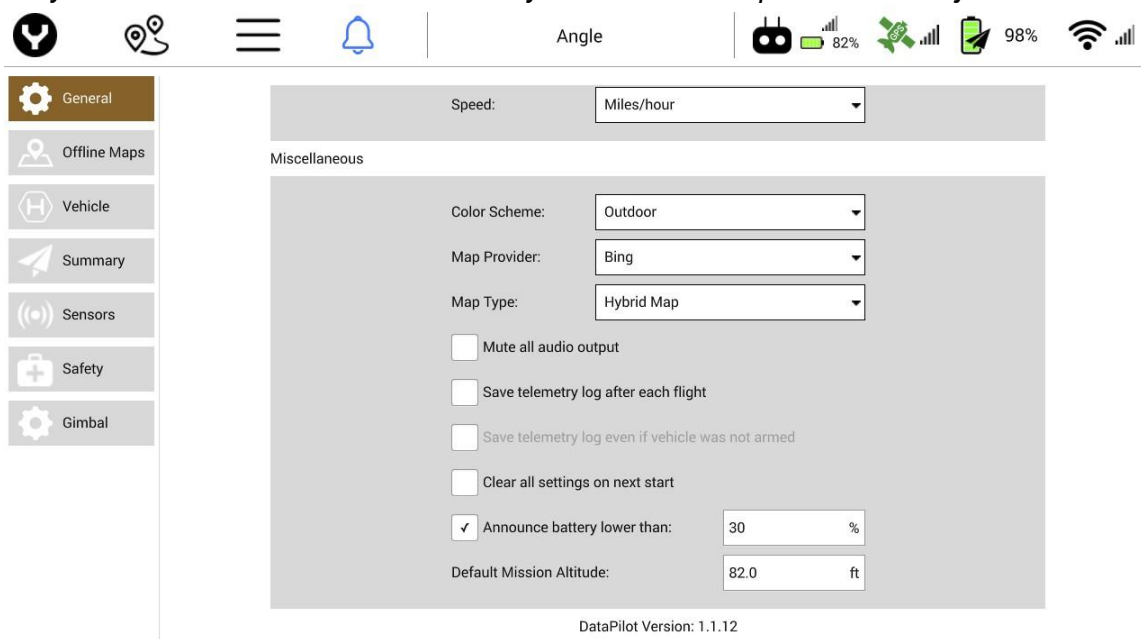 Angle
82%
GPS
98%
General
Offline Maps
Vehicle
Summary
Sensors
Safety
Gimbal
Speed: Miles/hour
Miscellaneous
Color Scheme: Outdoor
Map Provider: Bing
Map Type: Hybrid Map
Mute all audio output
Save telemetry log after each flight
Save telemetry log even if vehicle was not armed
Clear all settings on next start
Announce battery lower than: 30 %
Default Mission Altitude: 82.0 ft
DataPilot Version: 1.1.12